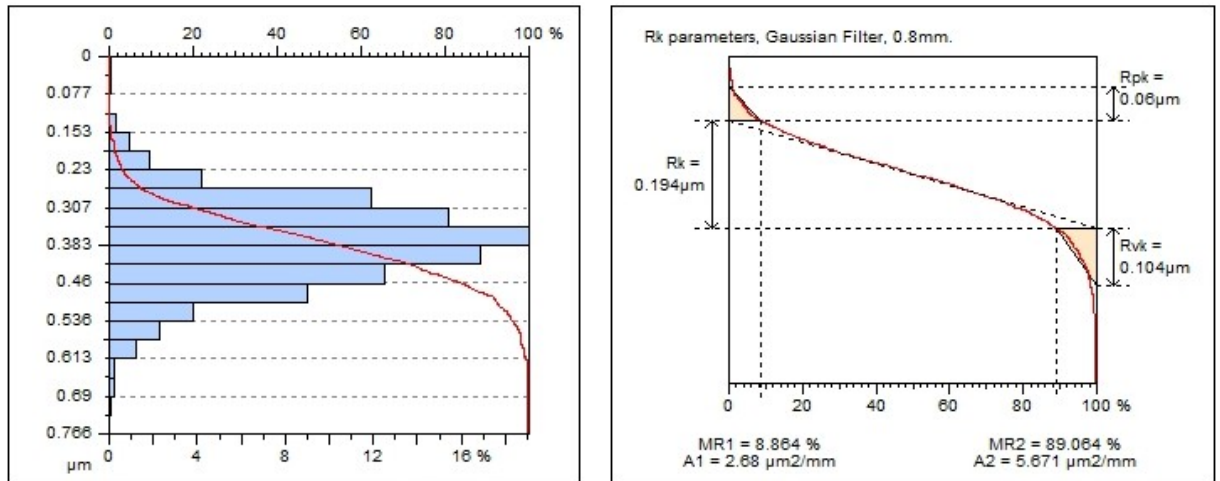 0 20 40 60 80 100 %
0
0.077
0.153
0.23
0.307
0.383
0.46
0.536
0.613
0.69
0.766
µm
0 4 8 12 16 %
Rk parameters, Gaussian Filter, 0.8mm.
Rpk =
0.06µm
Rk =
0.194µm
Rvk =
0.104µm
0 20 40 60 80 100 %
MR1 = 8.864 % MR2 = 89.064 %
A1 = 2.68 µm2/mm A2 = 5.671 µm2/mm